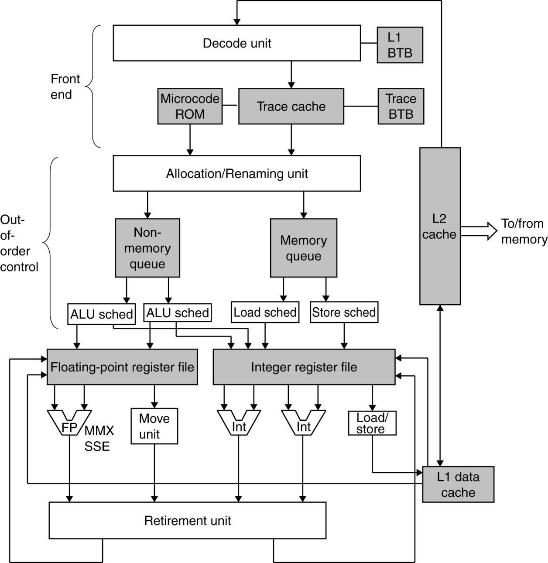 Decode unit
L1
BTB
Front
end
Microcode
ROM
Trace cache
Trace
BTB
Allocation/Renaming unit
Out-
of-
order
control
Non-
memory
queue
Memory
queue
L2
cache
To/from
memory
ALU sched
ALU sched
Load sched
Store sched
Floating-point register file
Integer register file
FP
MMX
SSE
Move
unit
Int
Int
Load/
store
L1 data
cache
Retirement unit